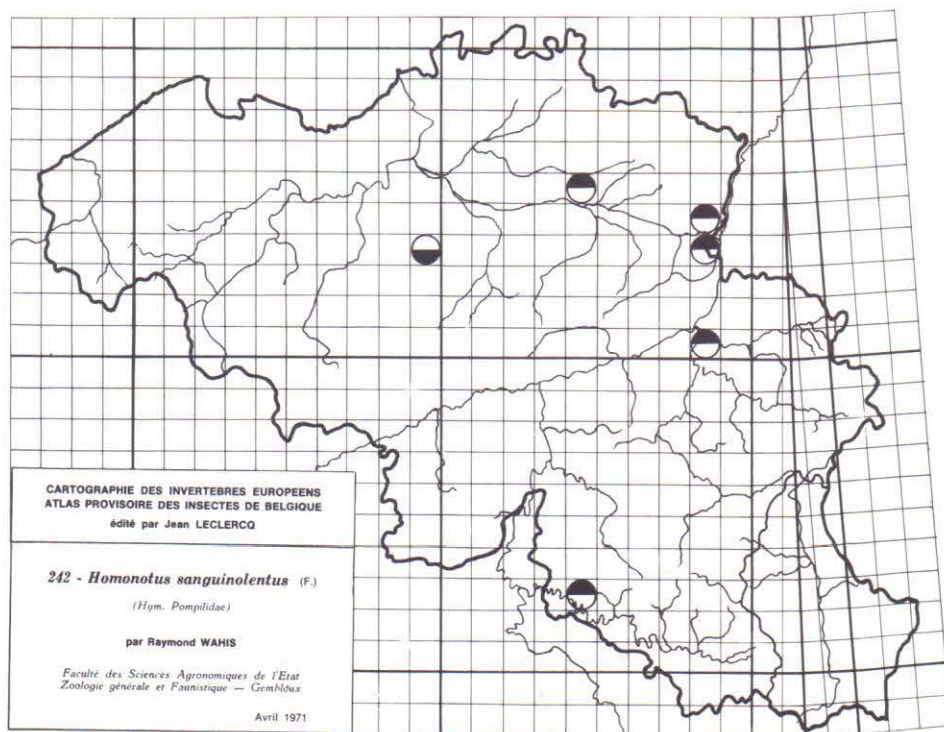 CARTOGRAPHIE DES INVERTEBRES EUROPEENS
ATLAS PROVISOIRE DES INSECTES DE BELGIQUE
édité par Jean LECLERCQ
242 - Homonotus sanguinolentus (F.)
(Hym. Pompilidae)
par Raymond WAHIS
Faculté des Sciences Agronomiques de l'Etat
Zoologie générale et Faunistique — Gembloux
Avril 1971